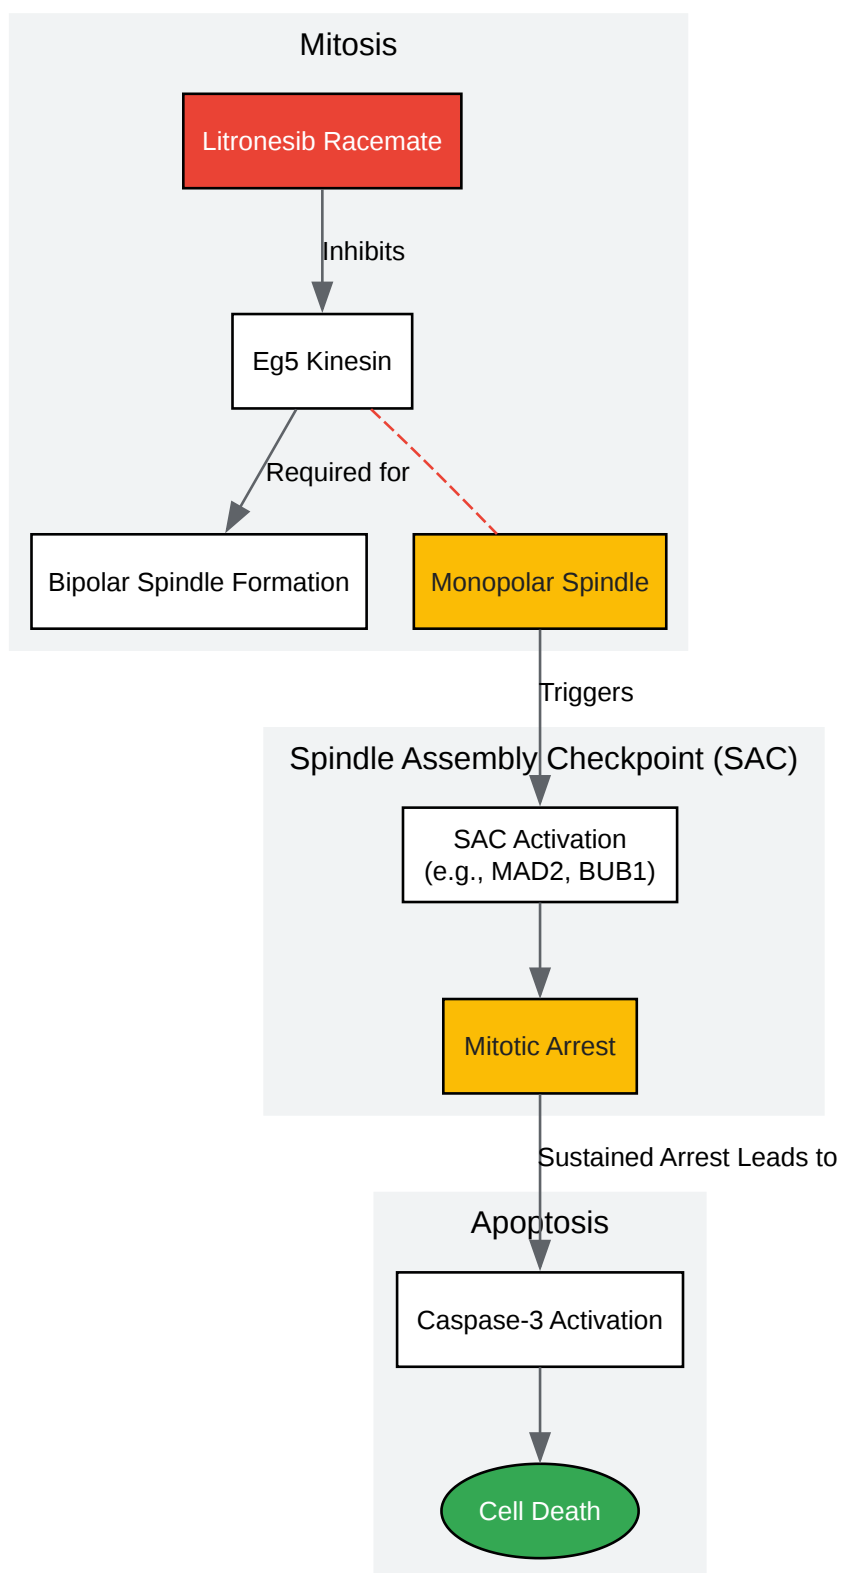 Mitosis
Litronesib Racemate
Inhibits
Eg5 Kinesin
Required for
Bipolar Spindle Formation
Monopolar Spindle
Triggers
Spindle Assembly Checkpoint (SAC)
SAC Activation
(e.g., MAD2, BUB1)
Mitotic Arrest
Sustained Arrest Leads to
Apoptosis
Caspase-3 Activation
Cell Death